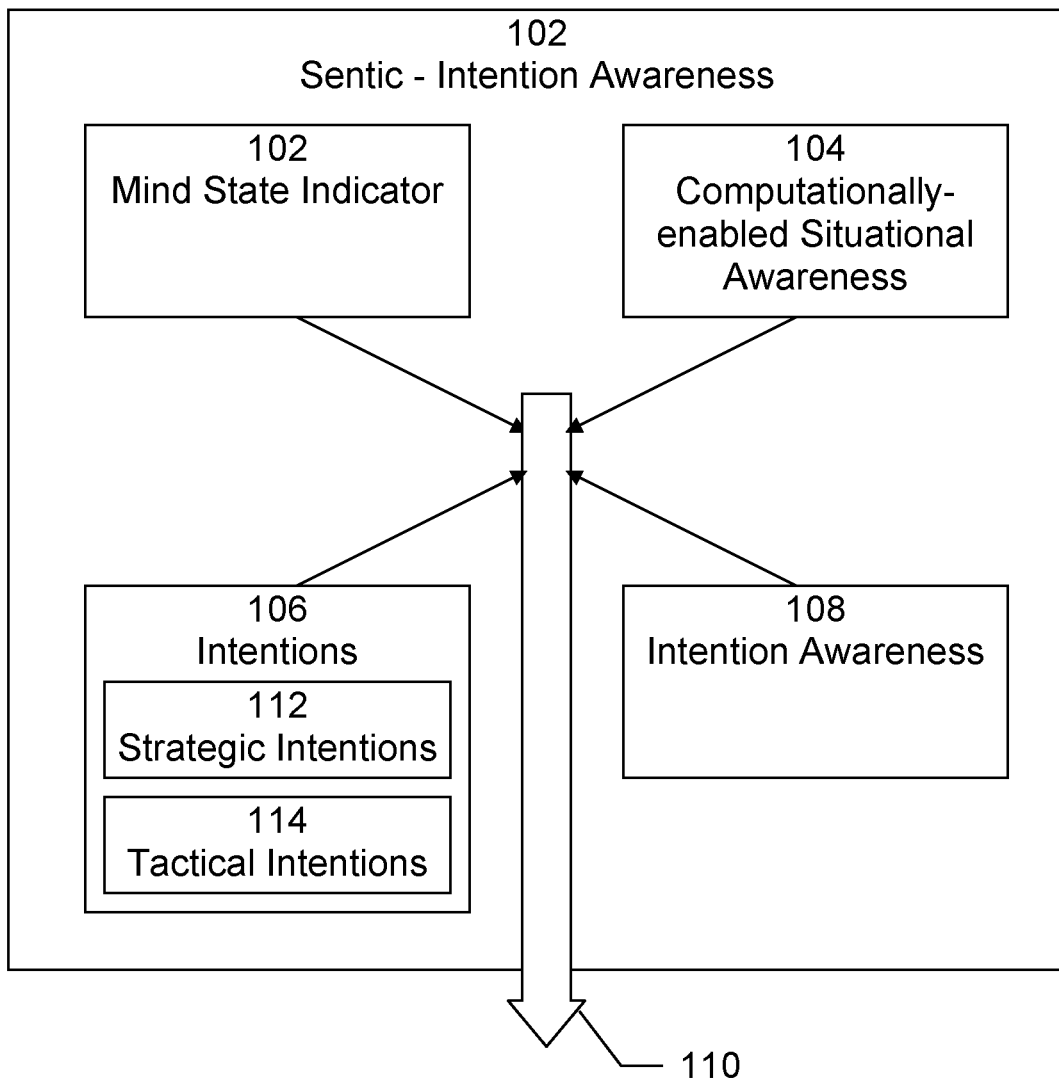 102
Sentic - Intention Awareness
102
Mind State Indicator
104
Computationally-
enabled Situational
Awareness
106
Intentions
112
Strategic Intentions
114
Tactical Intentions
108
Intention Awareness
110